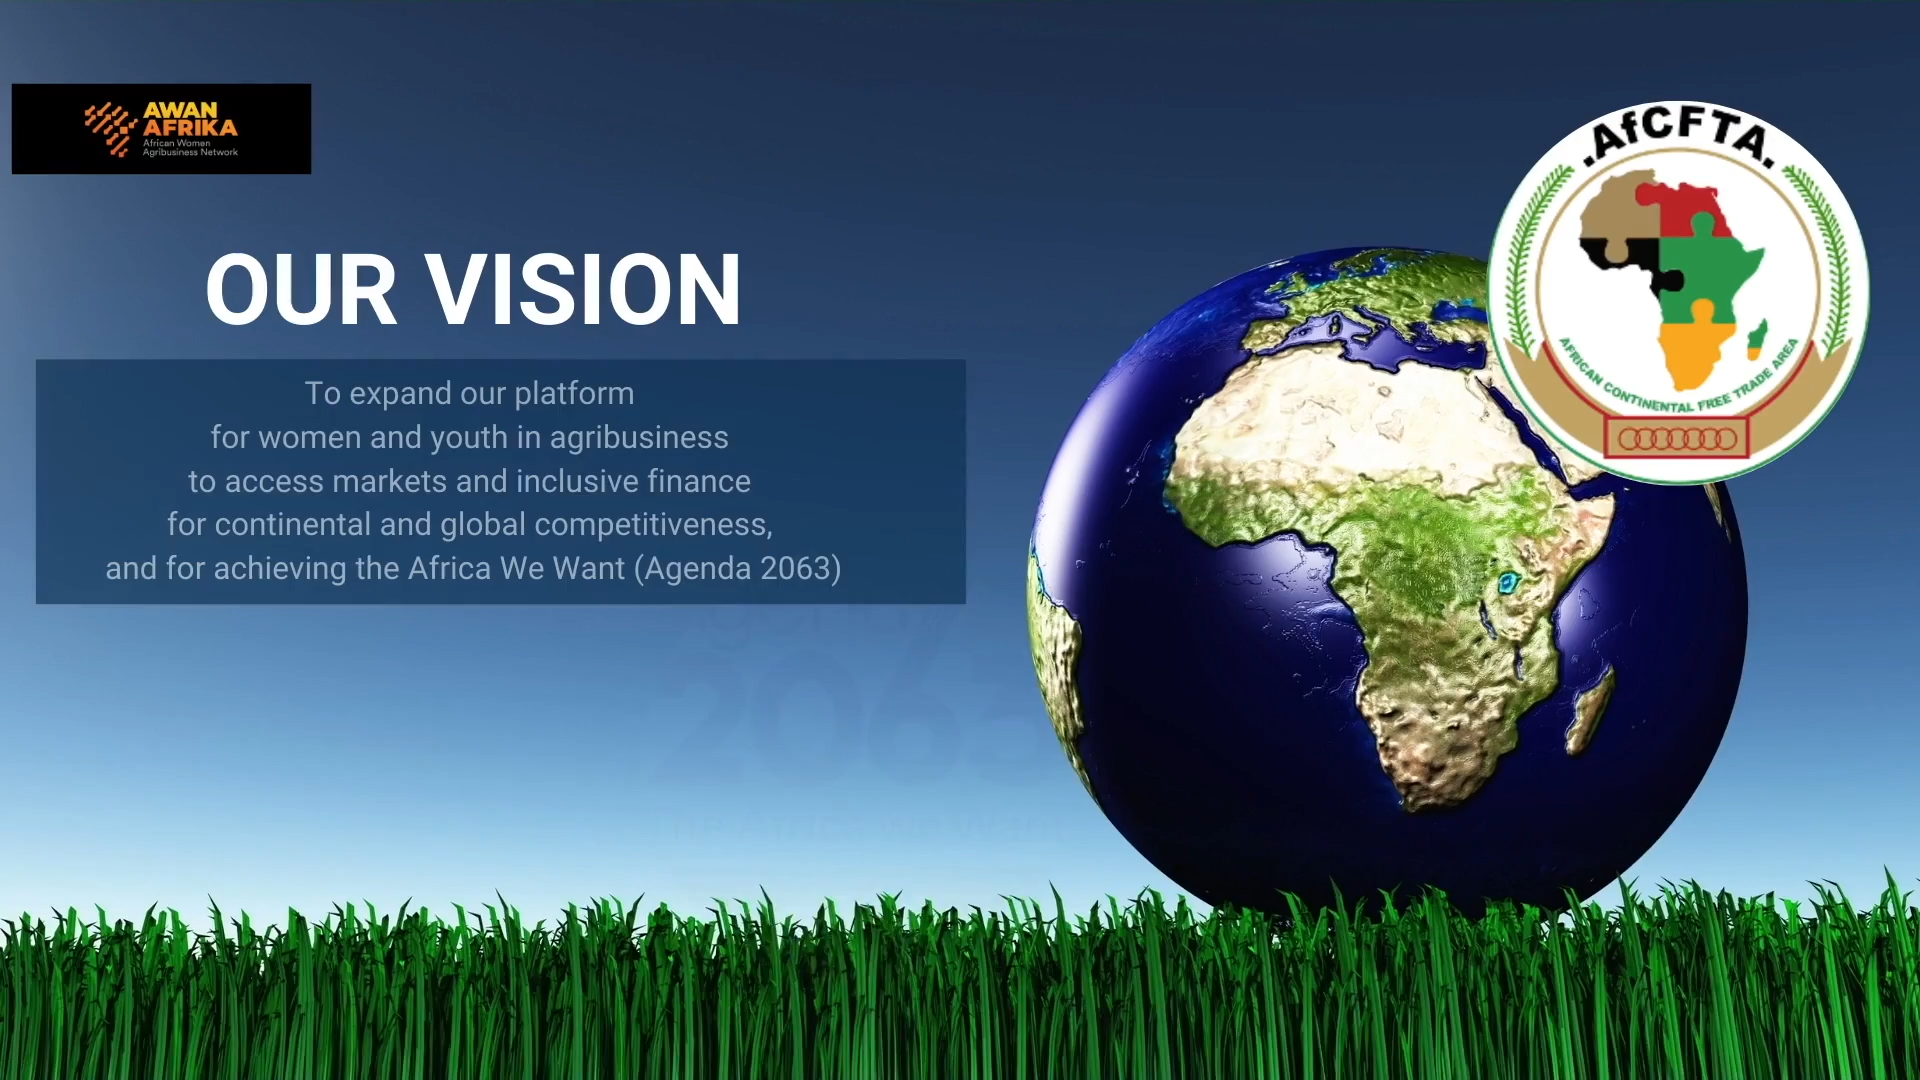 AWAN
AFRIKA
African Women
Agribusiness Network
.AfCFTA.
AFRICAN CONTINENTAL FREE TRADE AREA
OUR VISION
To expand our platform
for women and youth in agribusiness
to access markets and inclusive finance
for continental and global competitiveness,
and for achieving the Africa We Want (Agenda 2063)
2063